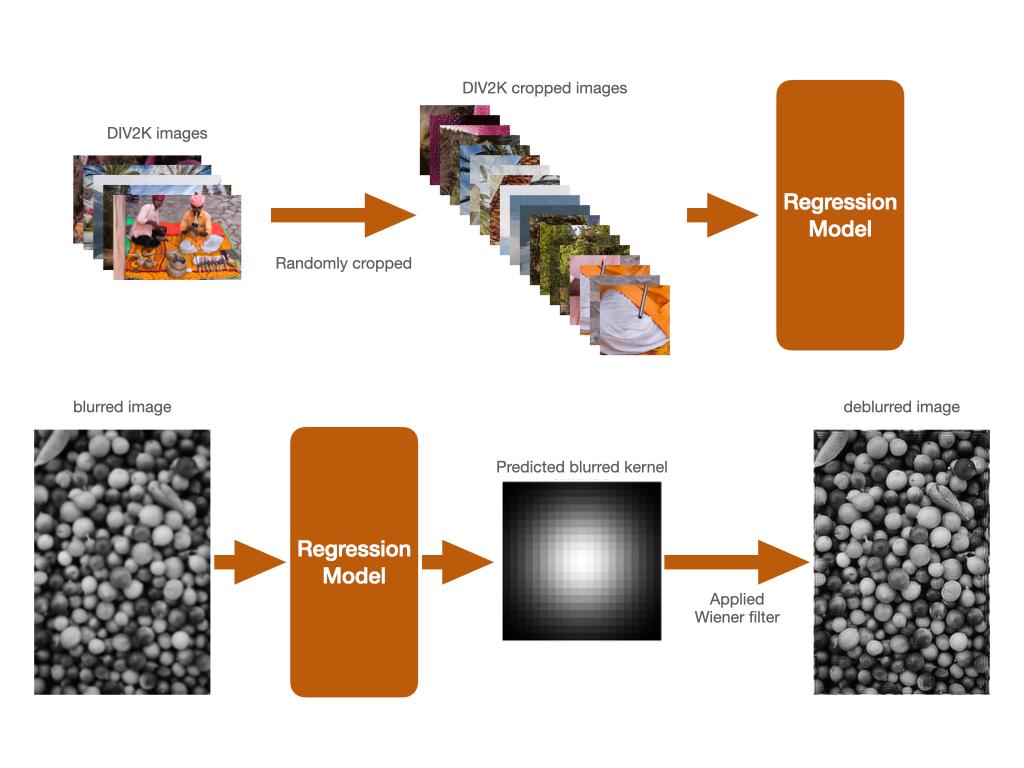 DIV2K images
Randomly cropped
DIV2K cropped images
Regression
Model
blurred image
Regression
Model
Predicted blurred kernel
Applied
Wiener filter
deblurred image